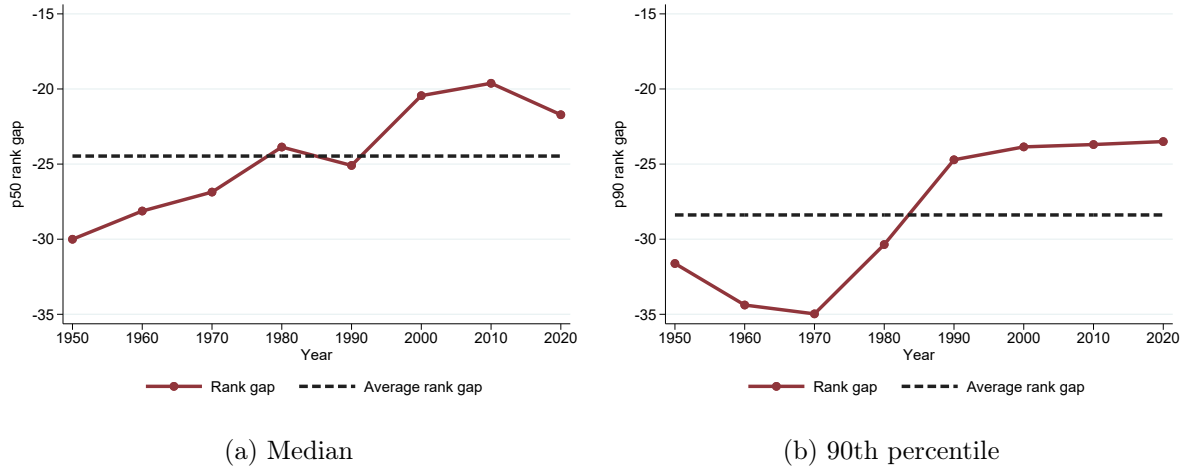 -15
-20
-25
-30
-35
p50 rank gap
1950 1960 1970 1980 1990 2000 2010 2020
Year
Rank gap Average rank gap
(a) Median
-15
-20
-25
-30
-35
p90 rank gap
1950 1960 1970 1980 1990 2000 2010 2020
Year
Rank gap Average rank gap
(b) 90th percentile